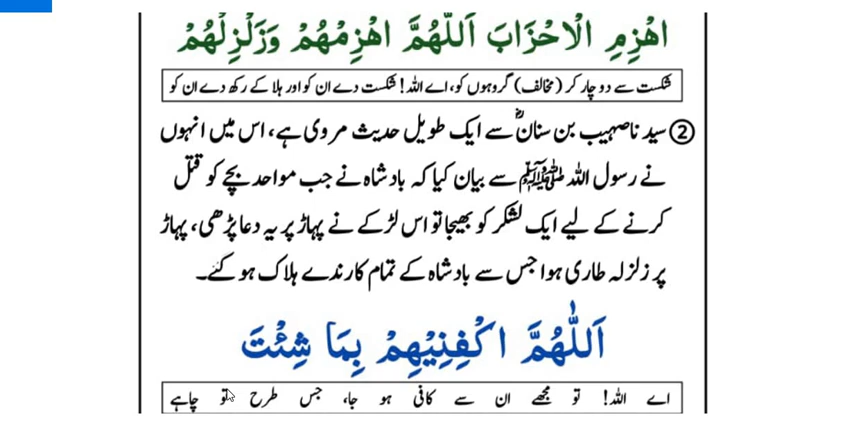 اهْزِمِ الْاَحْزَابَ اَللّٰهُمَّ اهْزِمْهُمْ وَزَلْزِلْهُمْ
شکست سے دو چار کر (مخالف) گروہوں کو، اے اللہ! شکست دے ان کو اور ہلا کے رکھ دے ان کو
② سیدنا صہیب بن سنانؓ سے ایک طویل حدیث مروی ہے، اس میں انہوں
نے رسول اللہ ﷺ سے بیان کیا کہ بادشاہ نے جب مواحد بچے کو قتل
کرنے کے لیے ایک لشکر کو بھیجا تو اس لڑکے نے پہاڑ پر یہ دعا پڑھی، پہاڑ
پر زلزلہ طاری ہوا جس سے بادشاہ کے تمام کارندے ہلاک ہو گئے۔
اَللّٰهُمَّ اكْفِنِيْهِمْ بِمَا شِئْتَ
اے اللہ! تو مجھے ان سے کافی ہو جا، جس طرح تو چاہے